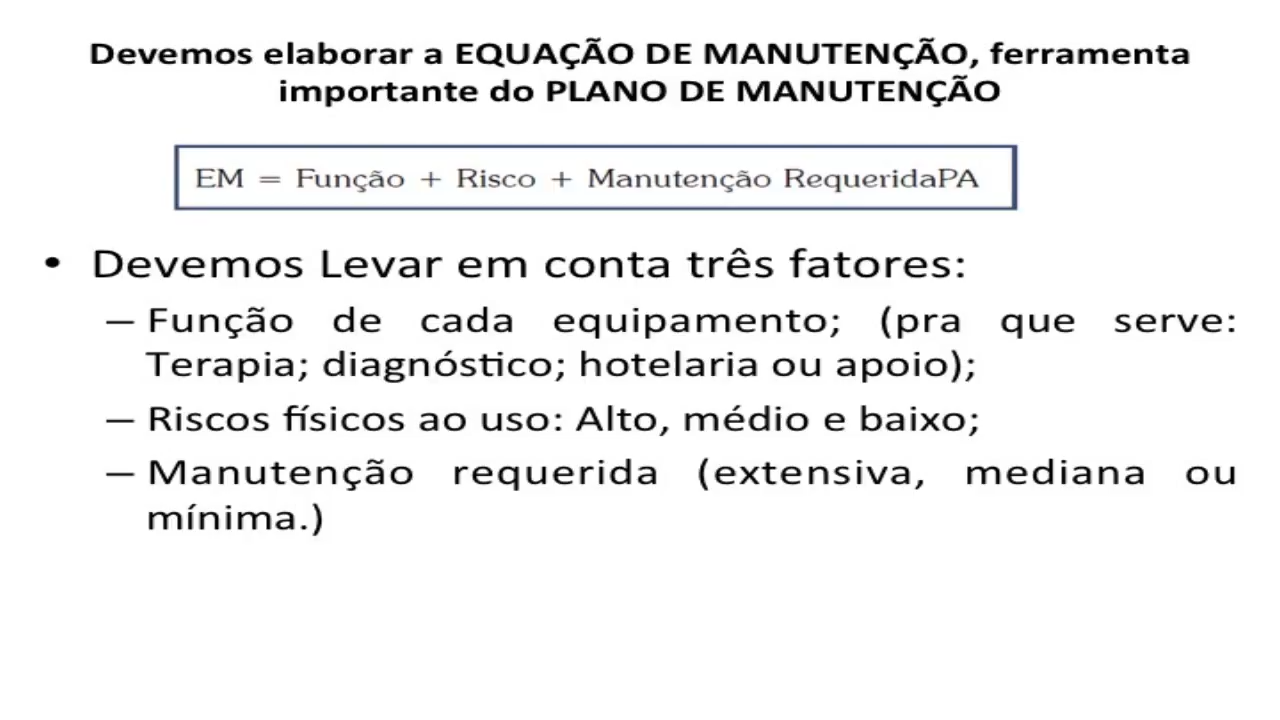 Devemos elaborar a EQUAÇÃO DE MANUTENÇÃO, ferramenta
importante do PLANO DE MANUTENÇÃO
EM = Função + Risco + Manutenção RequeridaPA
• Devemos Levar em conta três fatores:
– Função de cada equipamento; (pra que serve:
Terapia; diagnóstico; hotelaria ou apoio);
– Riscos físicos ao uso: Alto, médio e baixo;
– Manutenção requerida (extensiva, mediana ou
mínima.)